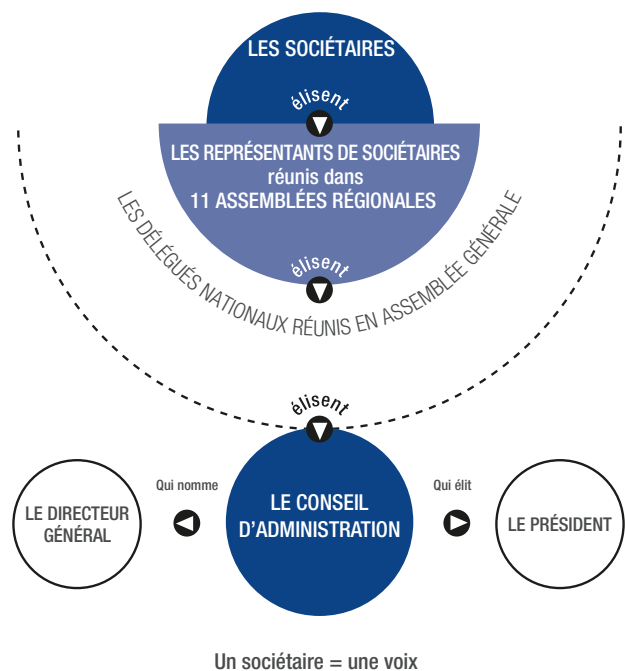 LES SOCIÉTAIRES
élisent
LES REPRÉSENTANTS DE SOCIÉTAIRES
réunis dans
11 ASSEMBLÉES RÉGIONALES
élisent
LES DÉLÉGUÉS NATIONAUX RÉUNIS EN ASSEMBLÉE GÉNÉRALE
élisent
LE CONSEIL
D'ADMINISTRATION
Qui nomme
LE DIRECTEUR
GÉNÉRAL
Qui élit
LE PRÉSIDENT
Un sociétaire = une voix